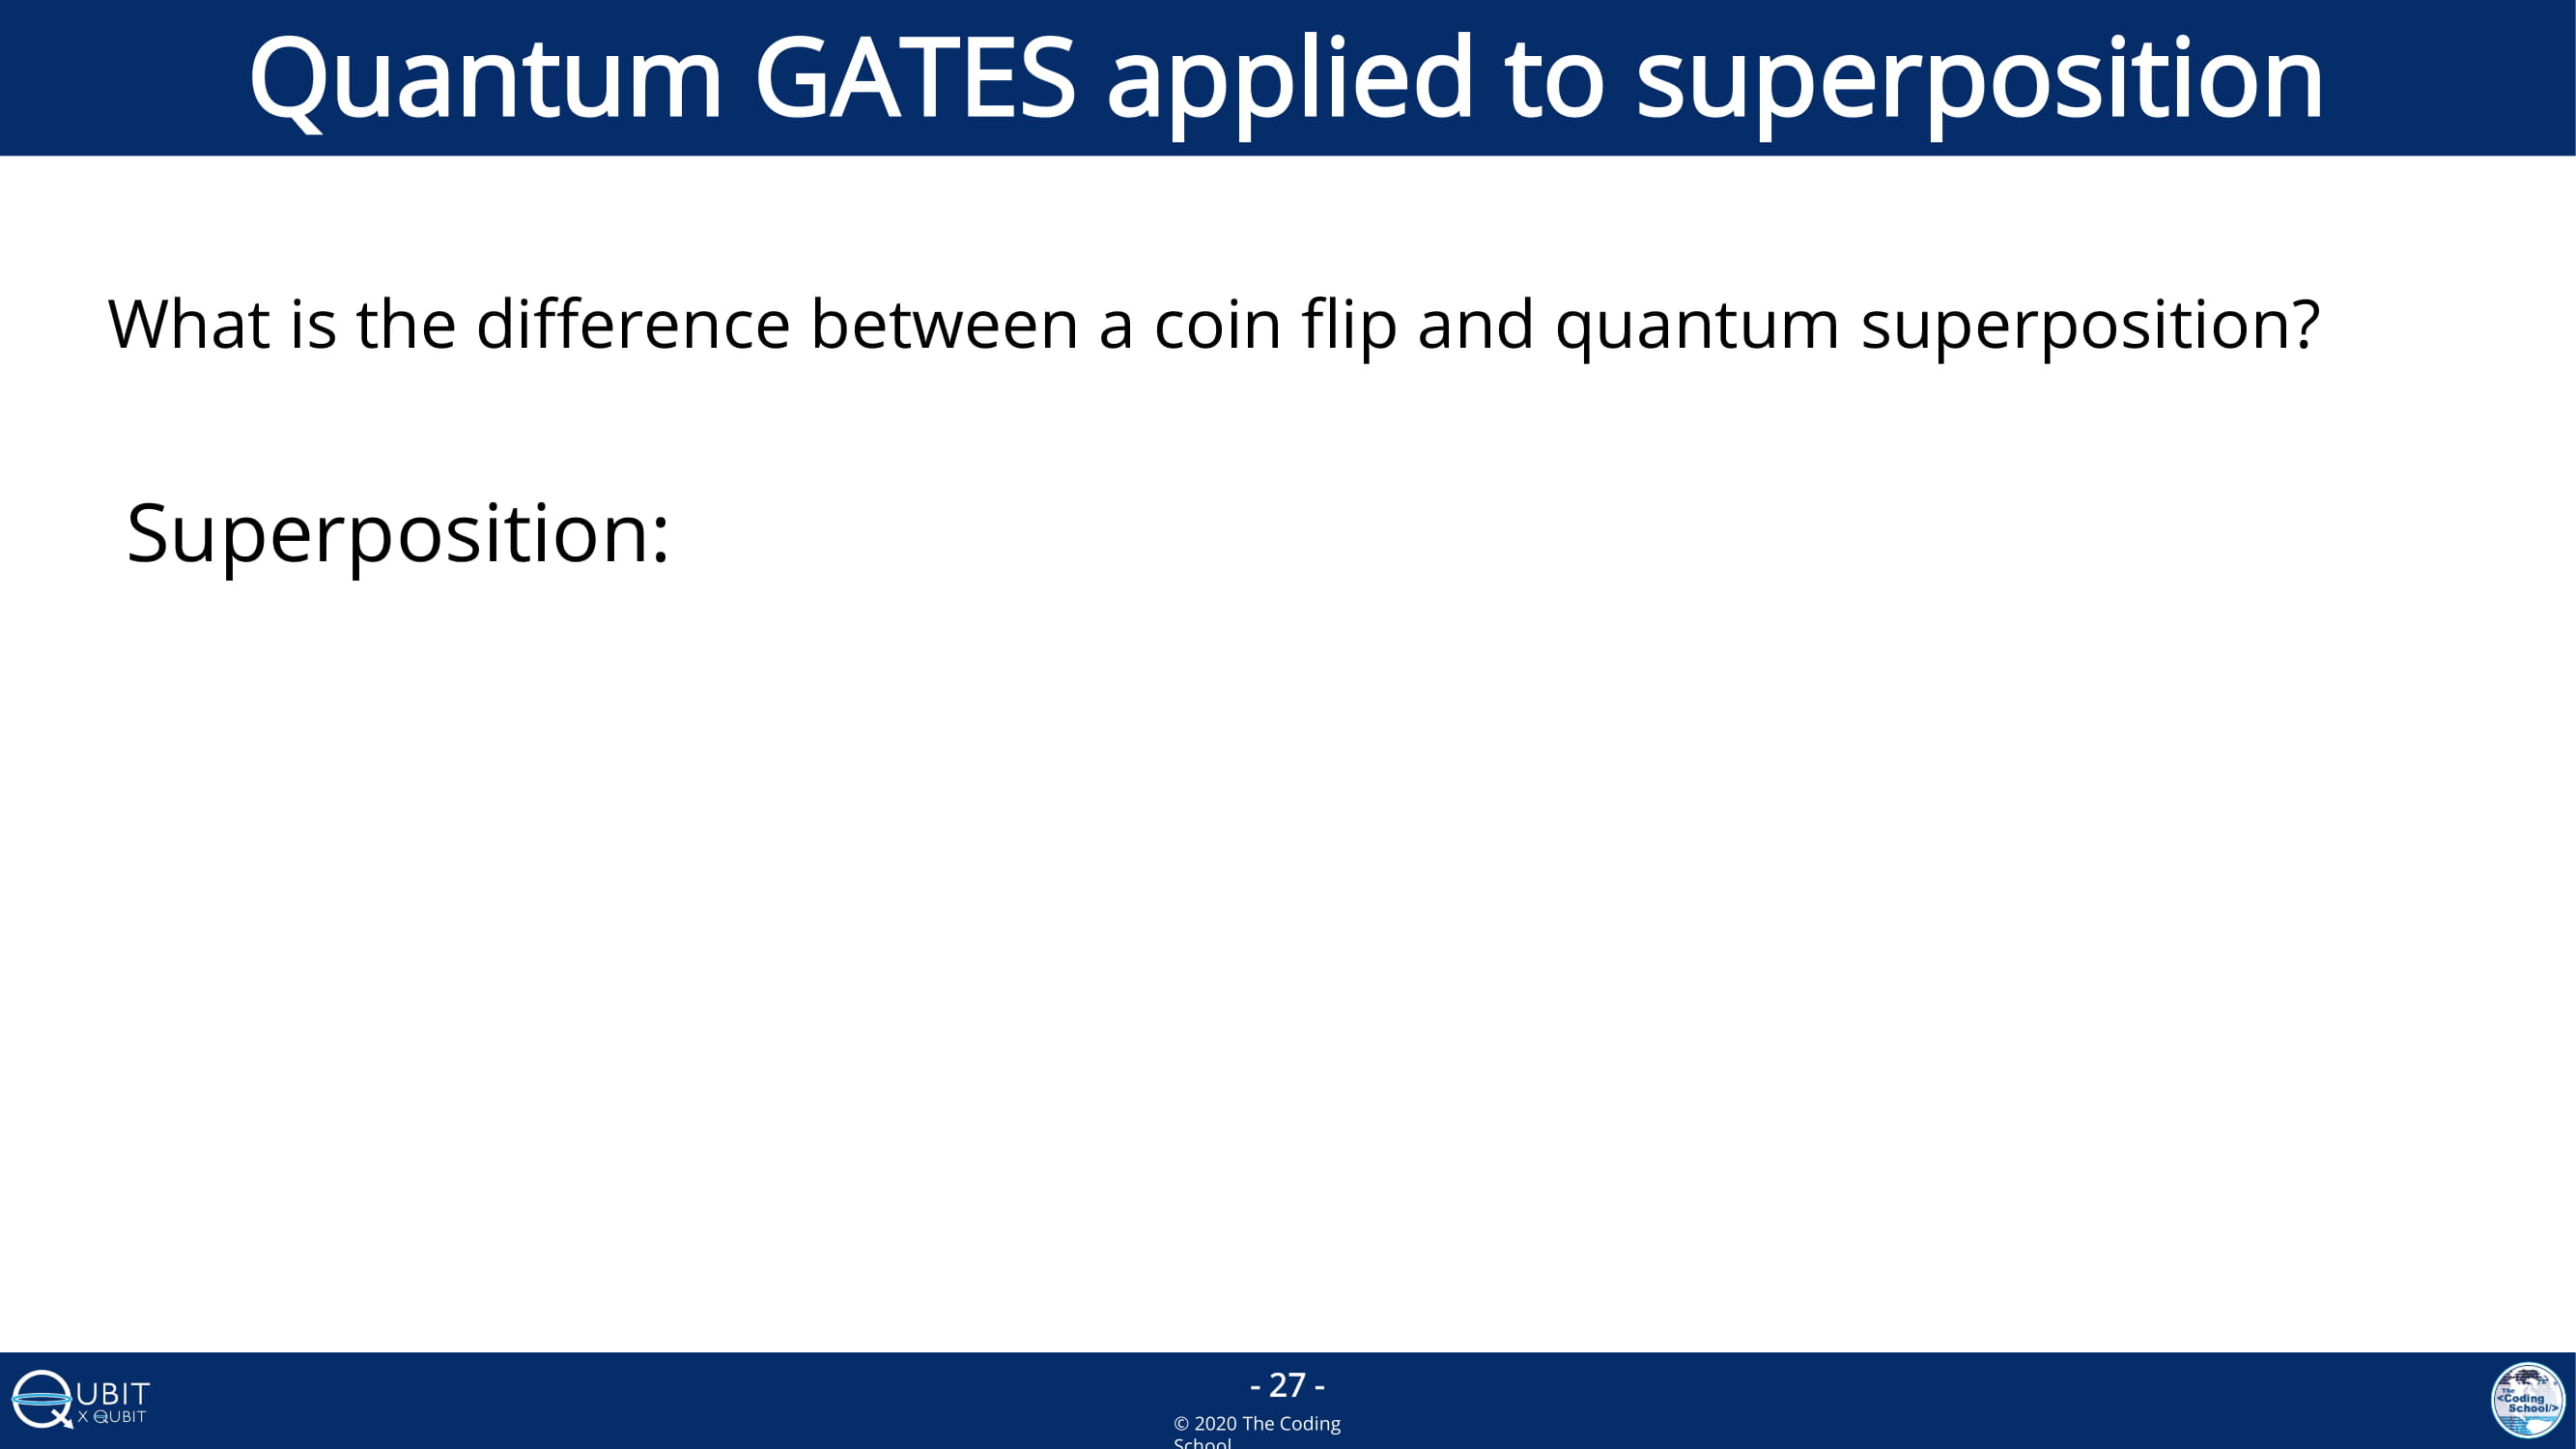 Quantum GATES applied to superposition
What is the difference between a coin flip and quantum superposition?
Superposition:
QUBIT
X QUBIT
- 27 -
© 2020 The Coding
School
The
<Coding
School/>